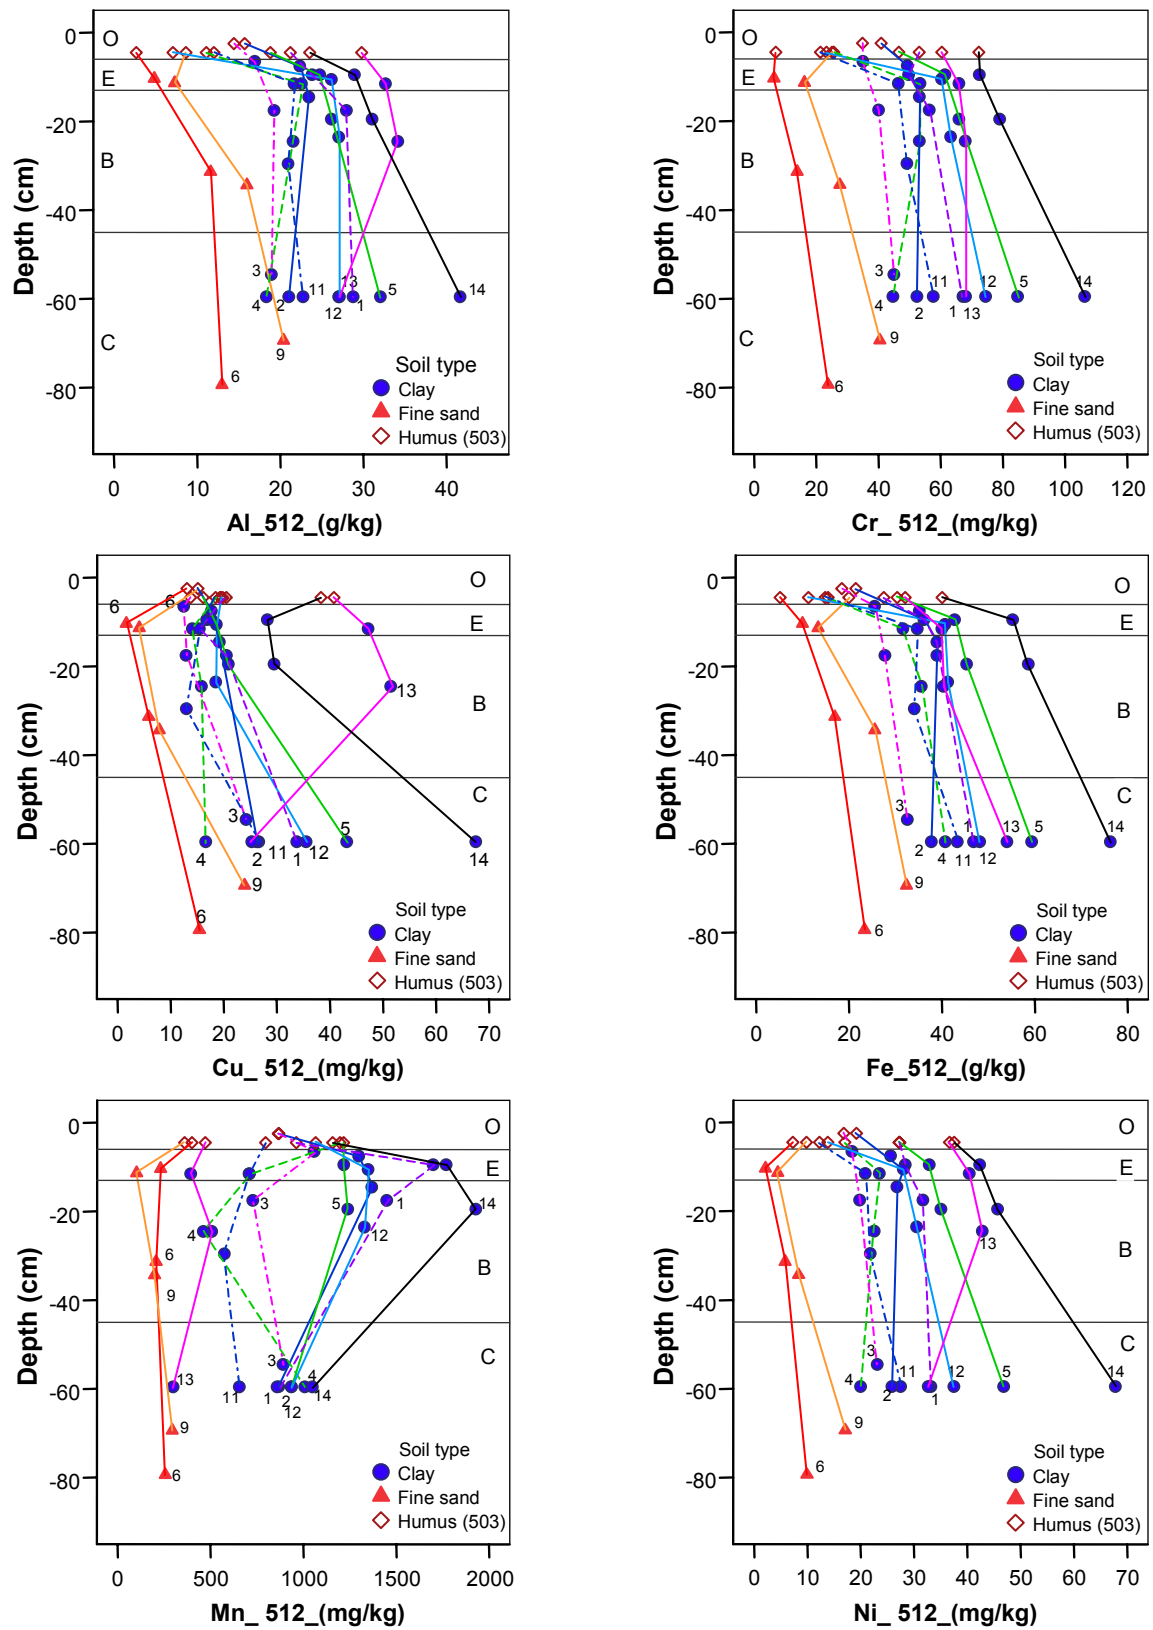 0
-20
-40
-60
-80
Depth (cm)
O
E
B
C
3
4
2
11
13
12
1
5
14
9
6
Soil type
Clay
Fine sand
Humus (503)
0 10 20 30 40
Al_512_(g/kg)
0
-20
-40
-60
-80
Depth (cm)
O
E
B
C
3
4
2
11
1
13
12
5
14
9
6
Soil type
Clay
Fine sand
Humus (503)
0 20 40 60 80 100 120
Cr_ 512_(mg/kg)
0
-20
-40
-60
-80
Depth (cm)
O
E
B
C
6
6
13
3
4
2
11
1
12
5
14
9
6
Soil type
Clay
Fine sand
Humus (503)
0 10 20 30 40 50 60 70
Cu_ 512_(mg/kg)
0
-20
-40
-60
-80
Depth (cm)
O
E
B
C
3
2
4
11
1
12
13
5
14
9
6
Soil type
Clay
Fine sand
Humus (503)
0 20 40 60 80
Fe_512_(g/kg)
0
-20
-40
-60
-80
Depth (cm)
O
E
B
C
3
1
5
14
4
12
6
9
3
13
11
1
2
12
4
14
9
6
Soil type
Clay
Fine sand
Humus (503)
0 500 1000 1500 2000
Mn_ 512_(mg/kg)
0
-20
-40
-60
-80
Depth (cm)
O
E
B
C
13
3
4
2
11
1
12
5
14
9
6
Soil type
Clay
Fine sand
Humus (503)
0 10 20 30 40 50 60 70
Ni_ 512_(mg/kg)